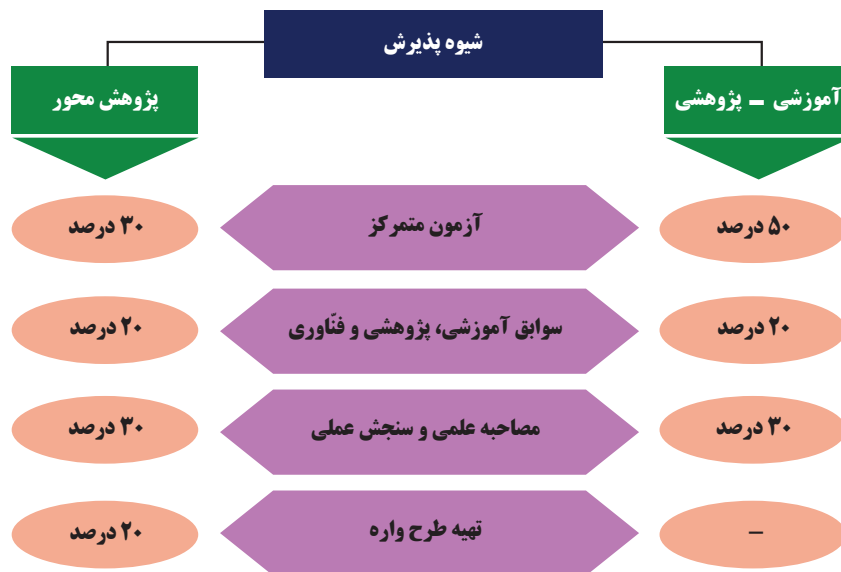 شیوه پذیرش
آموزشی – پژوهشی
پژوهش محور
۵۰ درصد
آزمون متمرکز
۳۰ درصد
۲۰ درصد
سوابق آموزشی، پژوهشی و فنّاوری
۲۰ درصد
۳۰ درصد
مصاحبه علمی و سنجش عملی
۳۰ درصد
–
تهیه طرح واره
۲۰ درصد